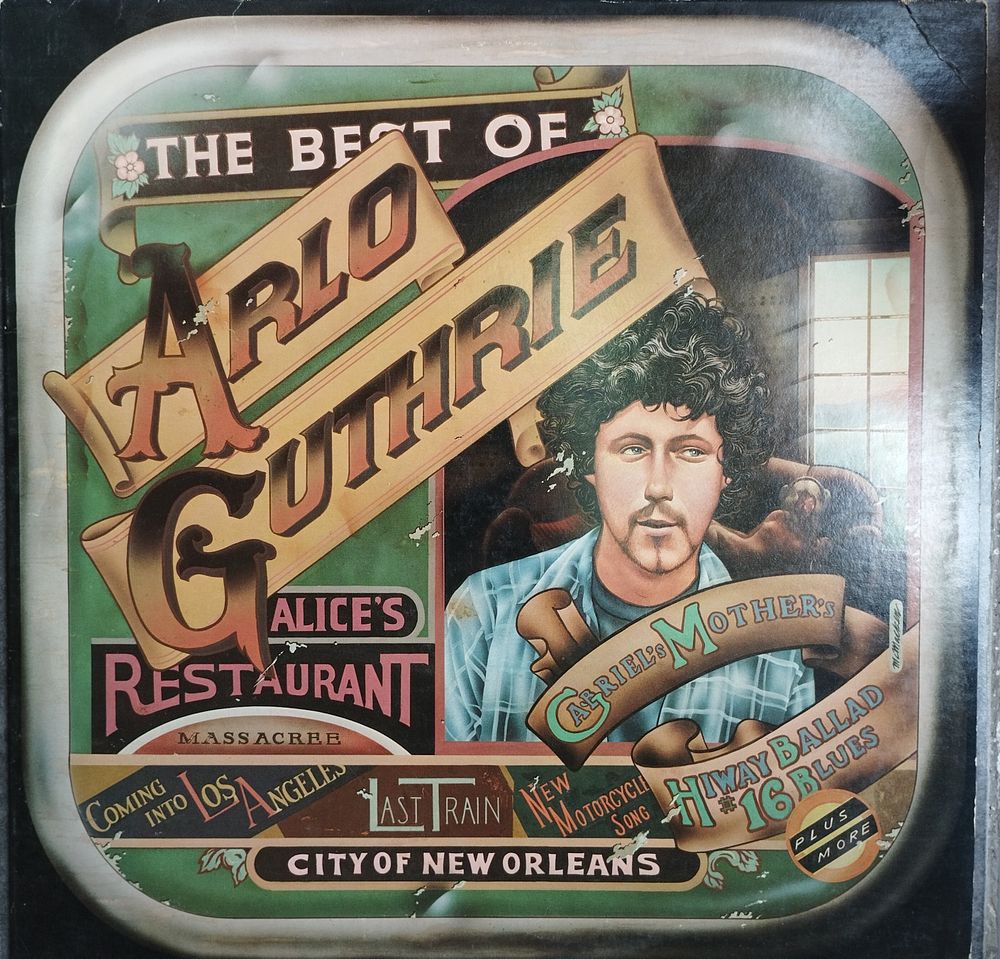 THE BEST OF
ARLO
GUTHRIE
ALICE'S
RESTAURANT
MASSACREE
GABRIEL'S MOTHER'S
HIWAY BALLAD
#16 BLUES
COMING
INTO LOS ANGELES
LAST TRAIN
NEW
MOTORCYCLE
SONG
PLUS
MORE
CITY OF NEW ORLEANS